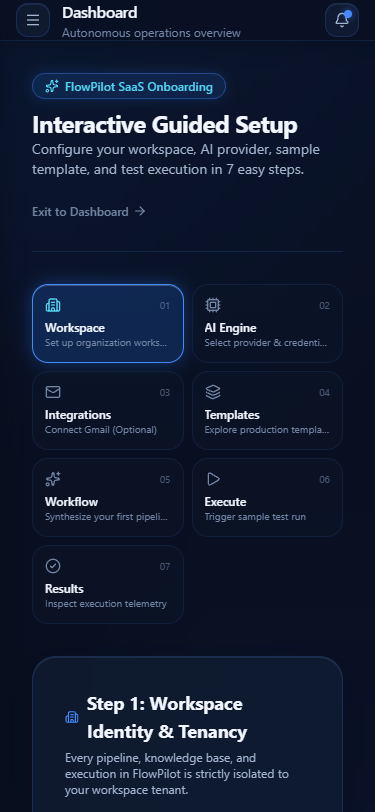 Dashboard
Autonomous operations overview
FlowPilot SaaS Onboarding
Interactive Guided Setup
Configure your workspace, AI provider, sample
template, and test execution in 7 easy steps.
Exit to Dashboard →
01
Workspace
Set up organization works...
02
AI Engine
Select provider & credenti...
03
Integrations
Connect Gmail (Optional)
04
Templates
Explore production templa...
05
Workflow
Synthesize your first pipeli...
06
Execute
Trigger sample test run
07
Results
Inspect execution telemetry
Step 1: Workspace
Identity & Tenancy
Every pipeline, knowledge base, and
execution in FlowPilot is strictly isolated to
your workspace tenant.